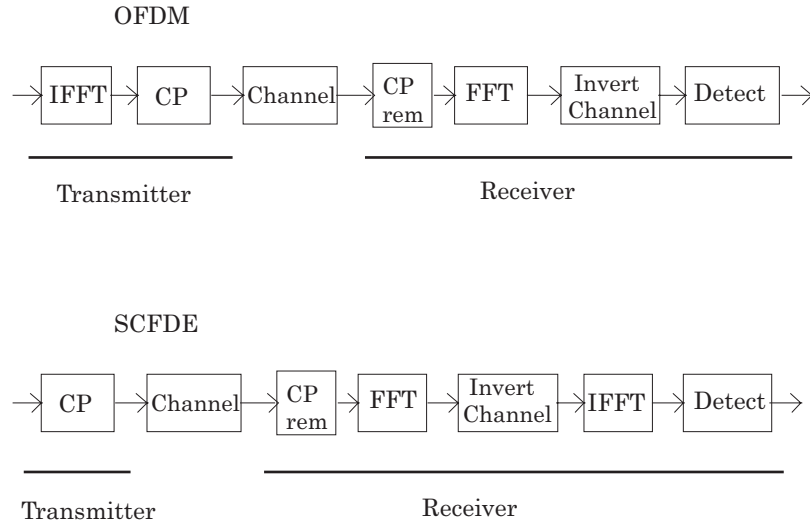 OFDM
IFFT
CP
Channel
CP
rem
FFT
Invert
Channel
Detect
Transmitter
Receiver
SCFDE
CP
Channel
CP
rem
FFT
Invert
Channel
IFFT
Detect
Transmitter
Receiver